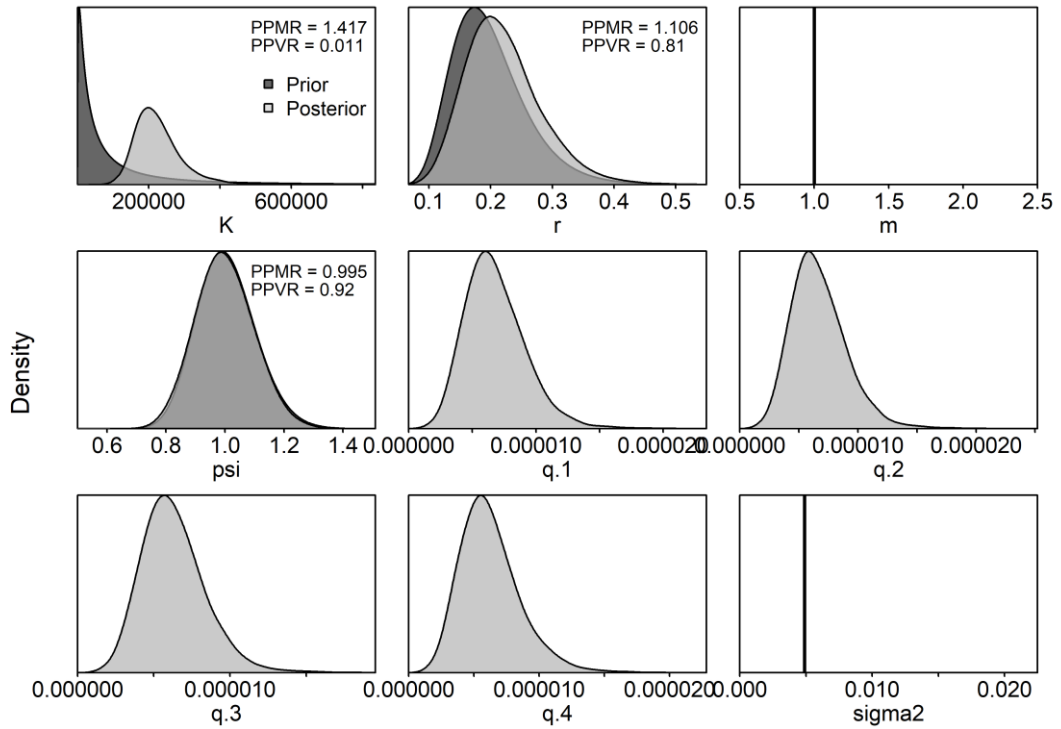 PPMR = 1.417
PPVR = 0.011
Prior
Posterior
200000 600000
K
PPMR = 1.106
PPVR = 0.81
0.1 0.2 0.3 0.4 0.5
r
0.5 1.0 1.5 2.0 2.5
m
Density
PPMR = 0.995
PPVR = 0.92
0.6 0.8 1.0 1.2 1.4
psi
0.000000 0.000010 0.000020
q.1
0.000000 0.000010 0.000020
q.2
0.000000 0.000010
q.3
0.000000 0.000010 0.000020
q.4
0.000 0.010 0.020
sigma2